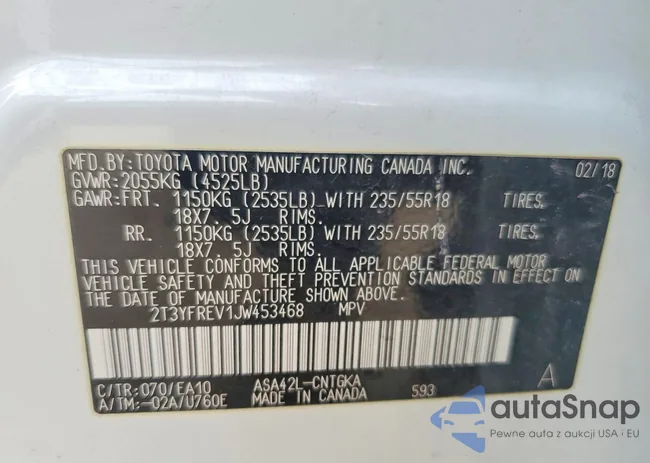 MFD.BY:TOYOTA MOTOR MANUFACTURING CANADA INC. 02/18
GVWR:2055KG (4525LB)
GAWR:FRT. 1150KG (2535LB) WITH 235/55R18 TIRES,
18X7. 5J RIMS.
RR. 1150KG (2535LB) WITH 235/55R18 TIRES,
18X7. 5J RIMS.
THIS VEHICLE CONFORMS TO ALL APPLICABLE FEDERAL MOTOR
VEHICLE SAFETY AND THEFT PREVENTION STANDARDS IN EFFECT ON
THE DATE OF MANUFACTURE SHOWN ABOVE.
2T3YFREV1JW453468 MPV
C/TR:070/EA10 ASA42L-CNTGKA 593 A
A/TM:-02A/U760E MADE IN CANADA
autaSnap
Pewne auta z aukcji USA i EU